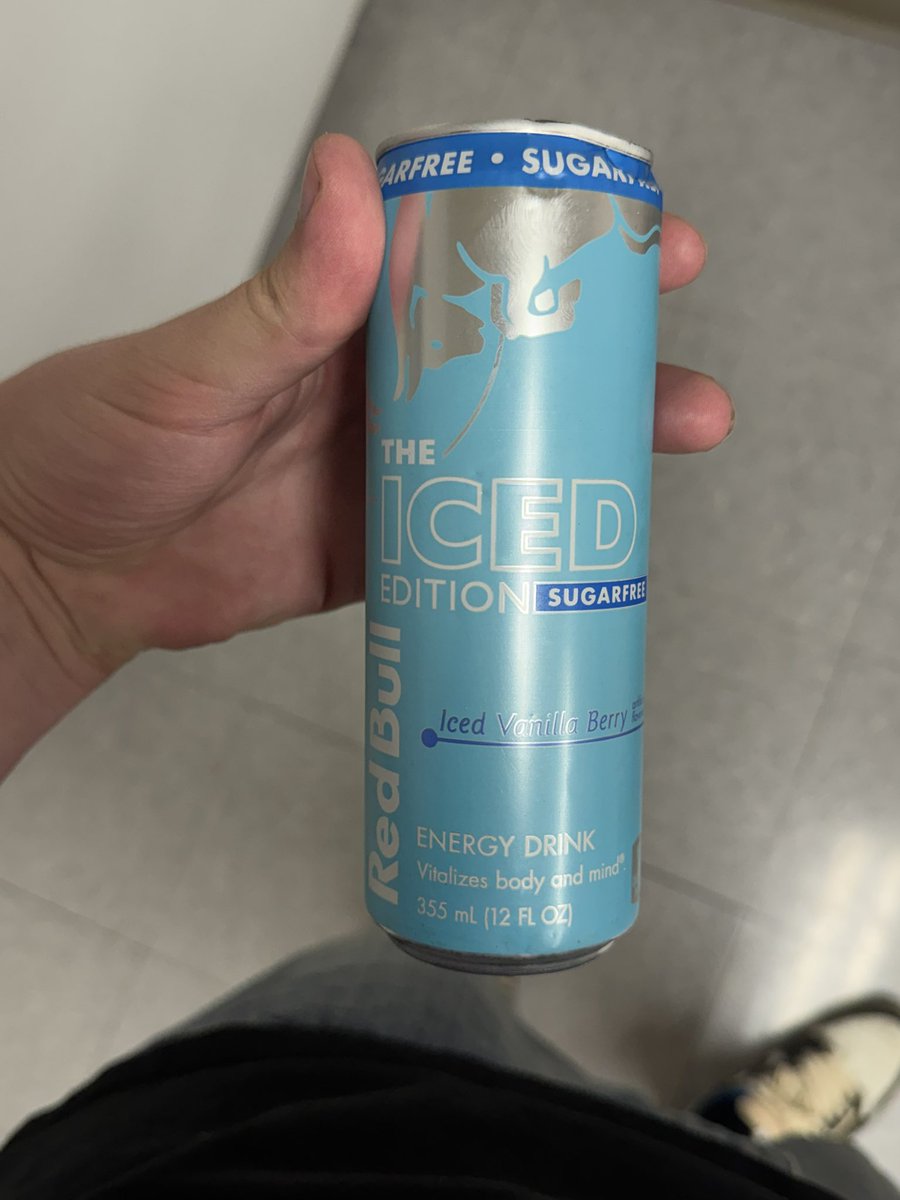 GARFREE • SUGAR
THE
ICED
EDITION SUGARFREE
Red Bull
Iced Vanilla Berry
ENERGY DRINK
Vitalizes body and mind®.
355 mL (12 FL OZ)